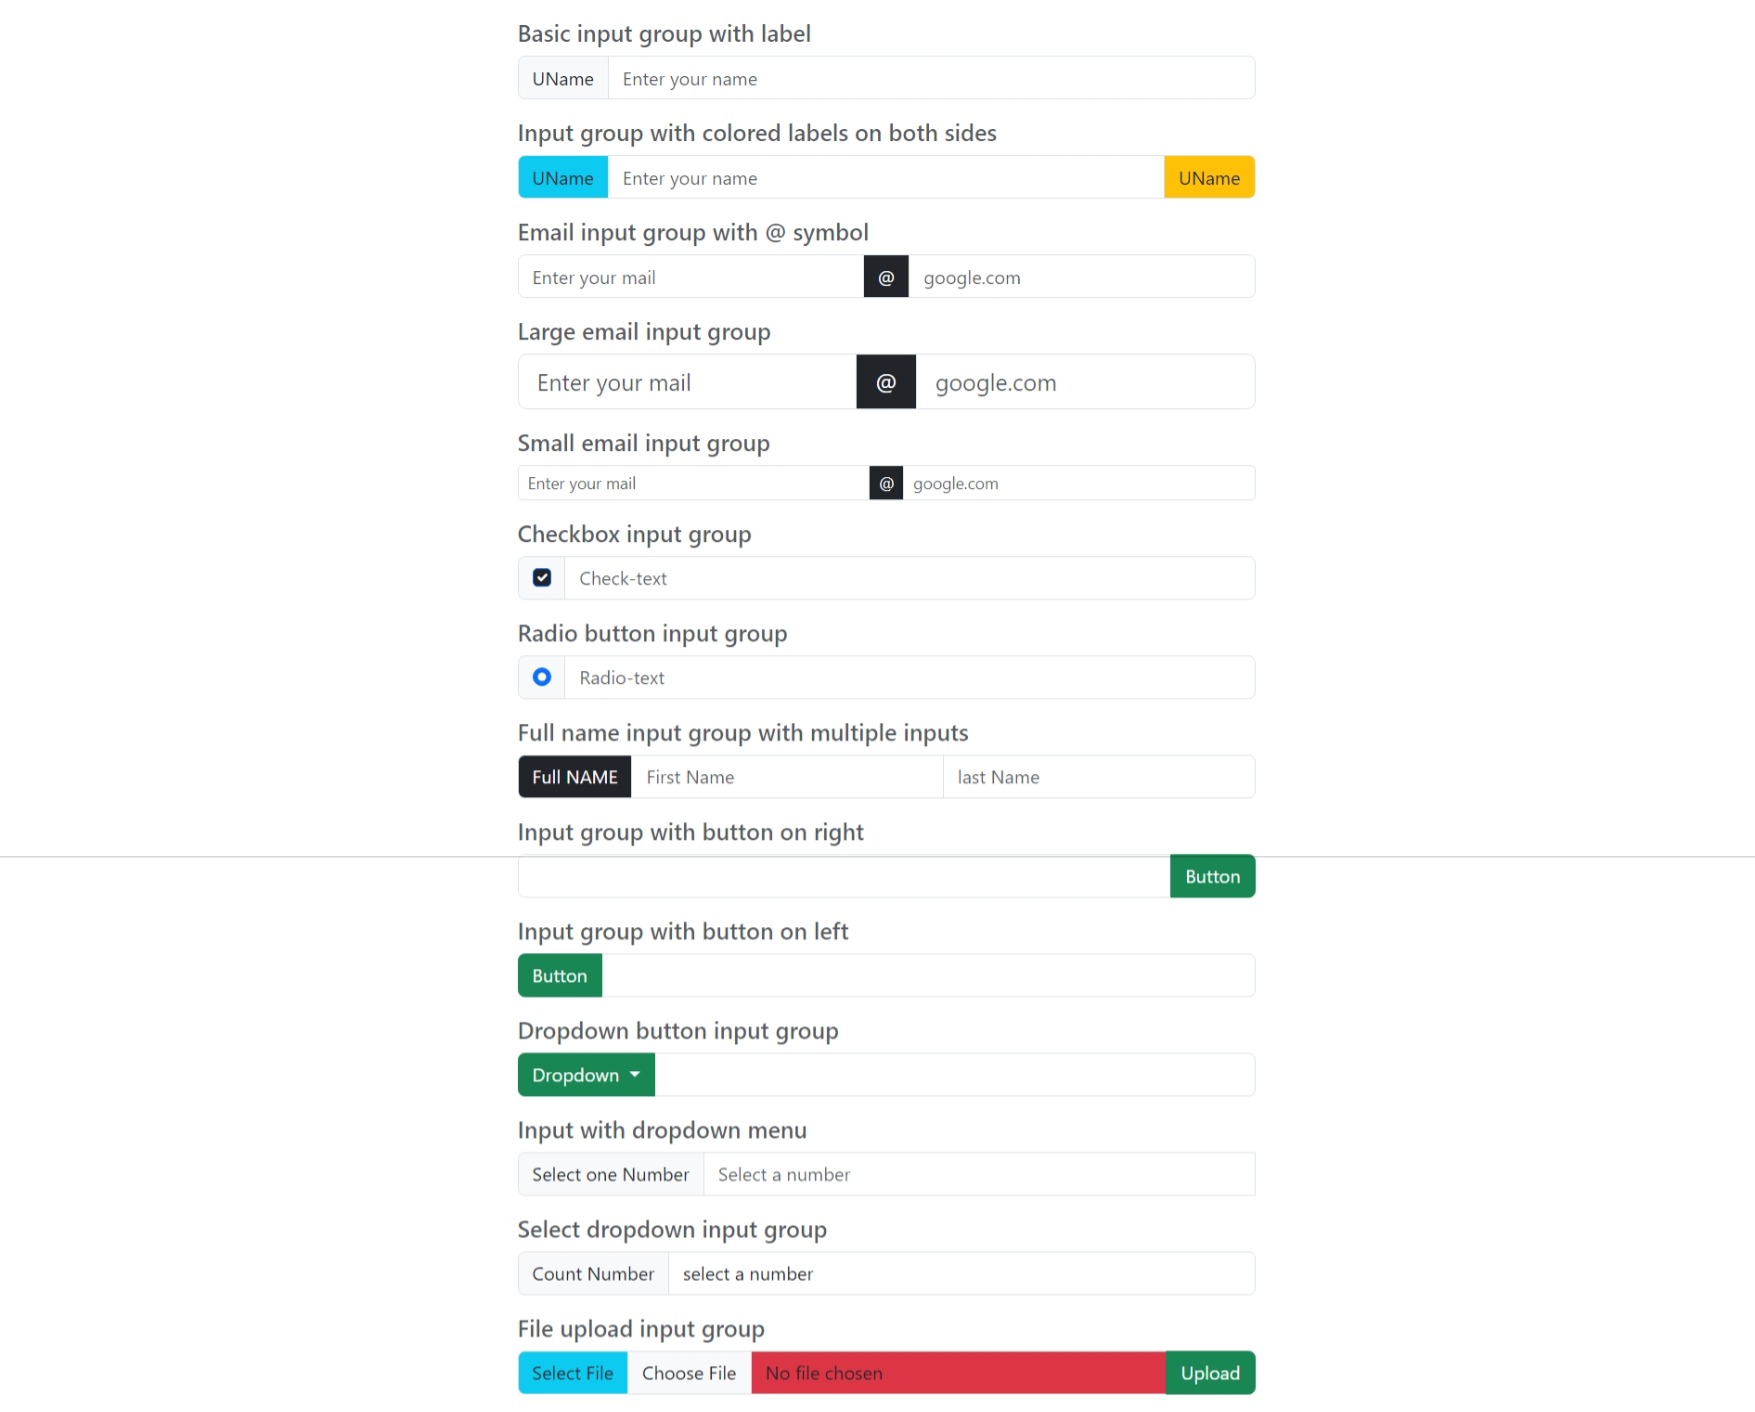 Basic input group with label
UName Enter your name
Input group with colored labels on both sides
UName Enter your name UName
Email input group with @ symbol
Enter your mail @ google.com
Large email input group
Enter your mail @ google.com
Small email input group
Enter your mail @ google.com
Checkbox input group
Check-text
Radio button input group
Radio-text
Full name input group with multiple inputs
Full NAME First Name last Name
Input group with button on right
Button
Input group with button on left
Button
Dropdown button input group
Dropdown
Input with dropdown menu
Select one Number Select a number
Select dropdown input group
Count Number select a number
File upload input group
Select File Choose File No file chosen Upload